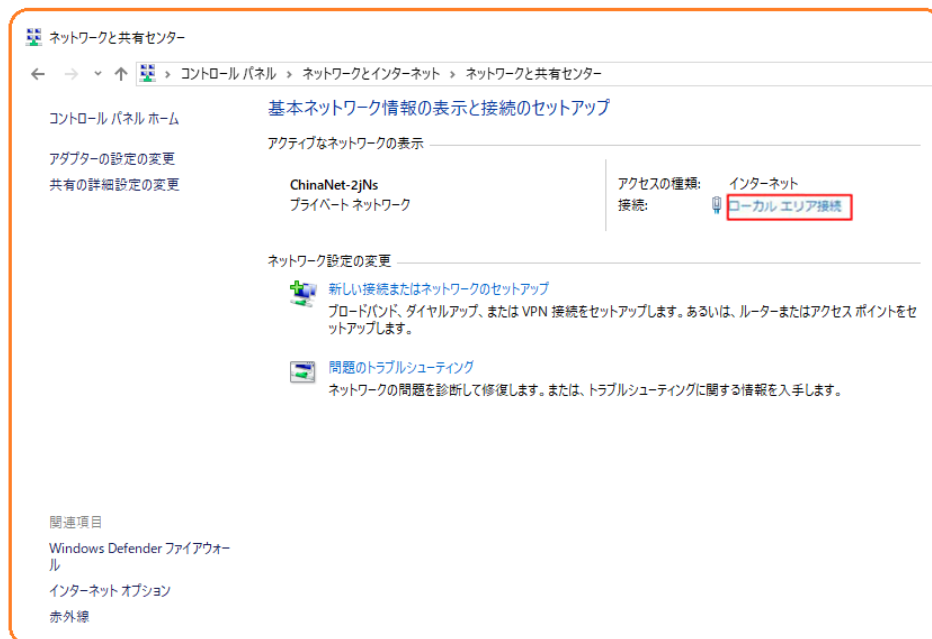 ネットワークと共有センター
コントロール パネル › ネットワークとインターネット › ネットワークと共有センター
コントロール パネル ホーム
アダプターの設定の変更
共有の詳細設定の変更
基本ネットワーク情報の表示と接続のセットアップ
アクティブなネットワークの表示
ChinaNet-2jNs
プライベート ネットワーク
アクセスの種類: インターネット
接続: ローカル エリア接続
ネットワーク設定の変更
新しい接続またはネットワークのセットアップ
ブロードバンド、ダイヤルアップ、または VPN 接続をセットアップします。あるいは、ルーターまたはアクセス ポイントをセ
ットアップします。
問題のトラブルシューティング
ネットワークの問題を診断して修復します。または、トラブルシューティングに関する情報を入手します。
関連項目
Windows Defender ファイアウォー
ル
インターネット オプション
赤外線